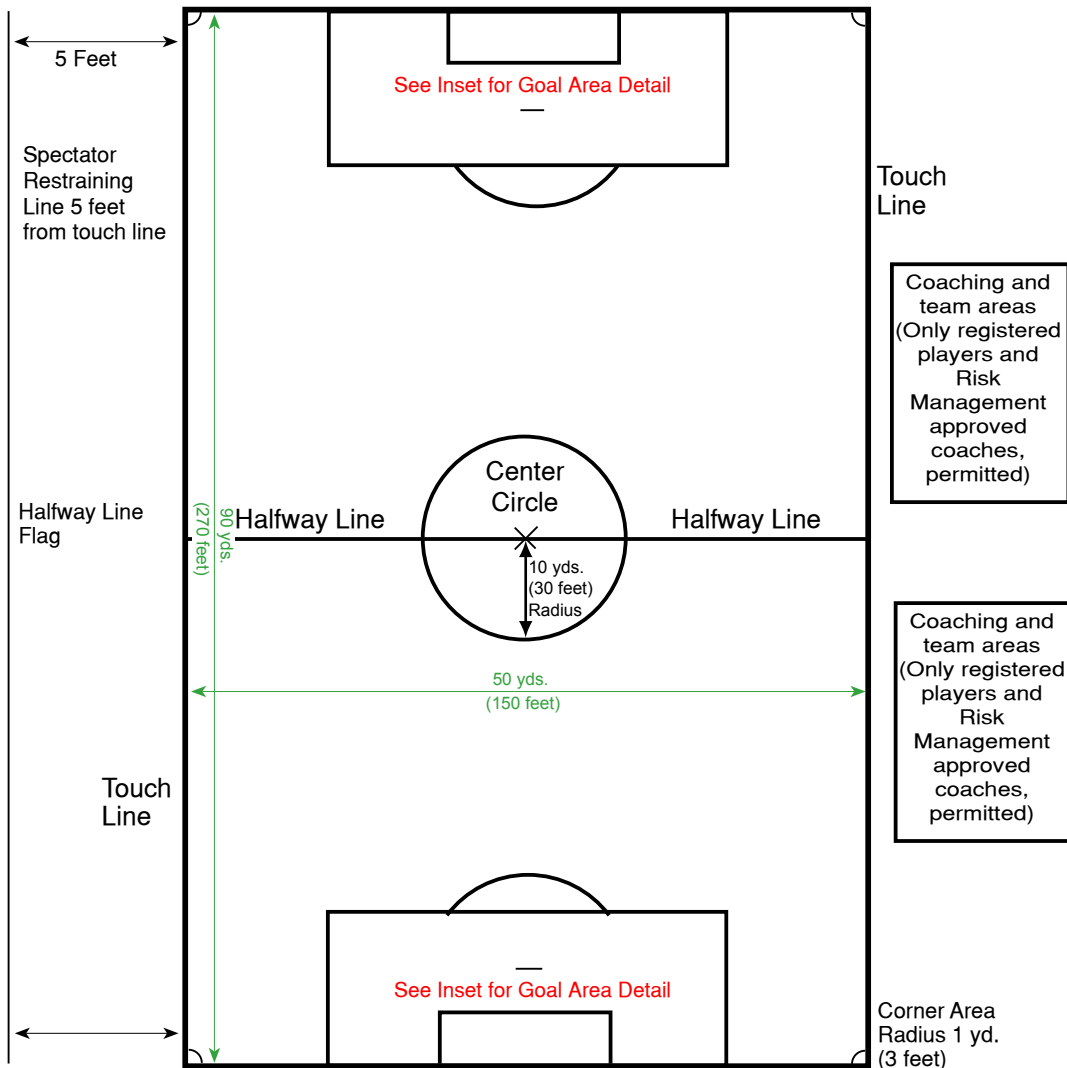 5 Feet
See Inset for Goal Area Detail
Spectator
Restraining
Line 5 feet
from touch line
Touch
Line
Coaching and
team areas
(Only registered
players and
Risk
Management
approved
coaches,
permitted)
Center
Circle
Halfway Line
Flag
90 yds.
(270 feet)
Halfway Line
Halfway Line
10 yds.
(30 feet)
Radius
Coaching and
team areas
(Only registered
players and
Risk
Management
approved
coaches,
permitted)
50 yds.
(150 feet)
Touch
Line
See Inset for Goal Area Detail
Corner Area
Radius 1 yd.
(3 feet)